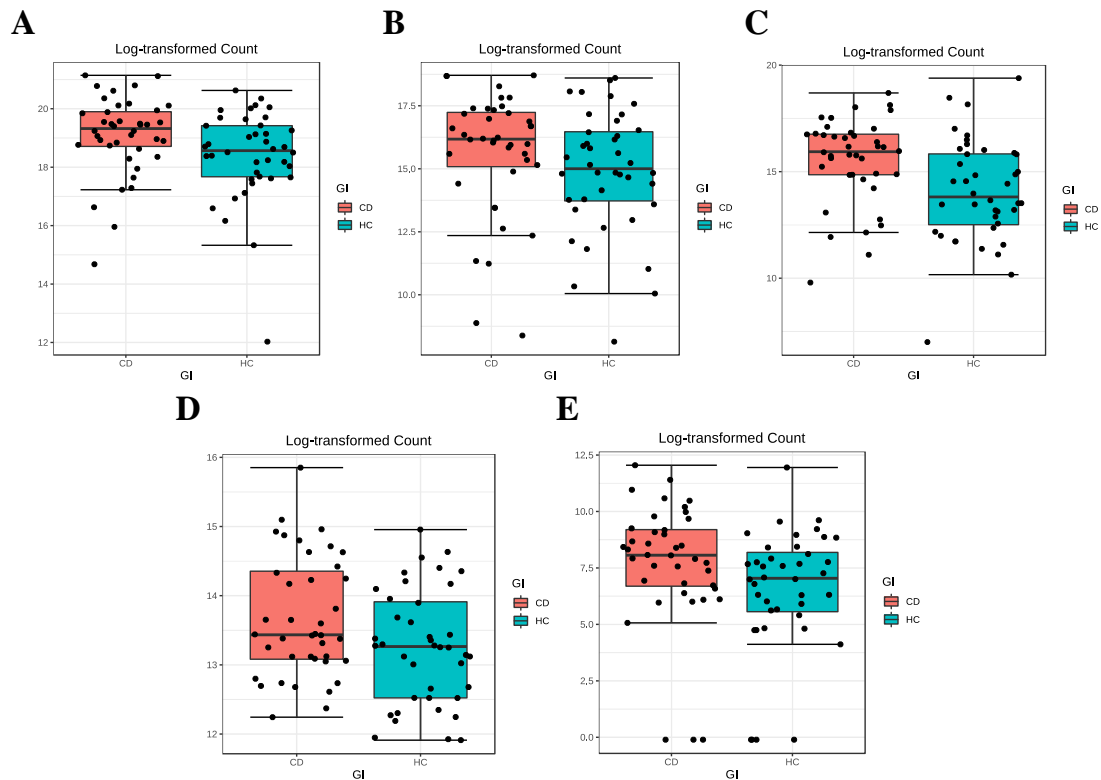 A
Log-transformed Count
20
18
16
14
12
CD
HC
GI
GI
CD
HC
B
Log-transformed Count
17.5
15.0
12.5
10.0
CD
HC
GI
GI
CD
HC
C
Log-transformed Count
20
15
10
CD
HC
GI
GI
CD
HC
D
Log-transformed Count
16
15
14
13
12
CD
HC
GI
GI
CD
HC
E
Log-transformed Count
12.5
10.0
7.5
5.0
2.5
0.0
CD
HC
GI
GI
CD
HC